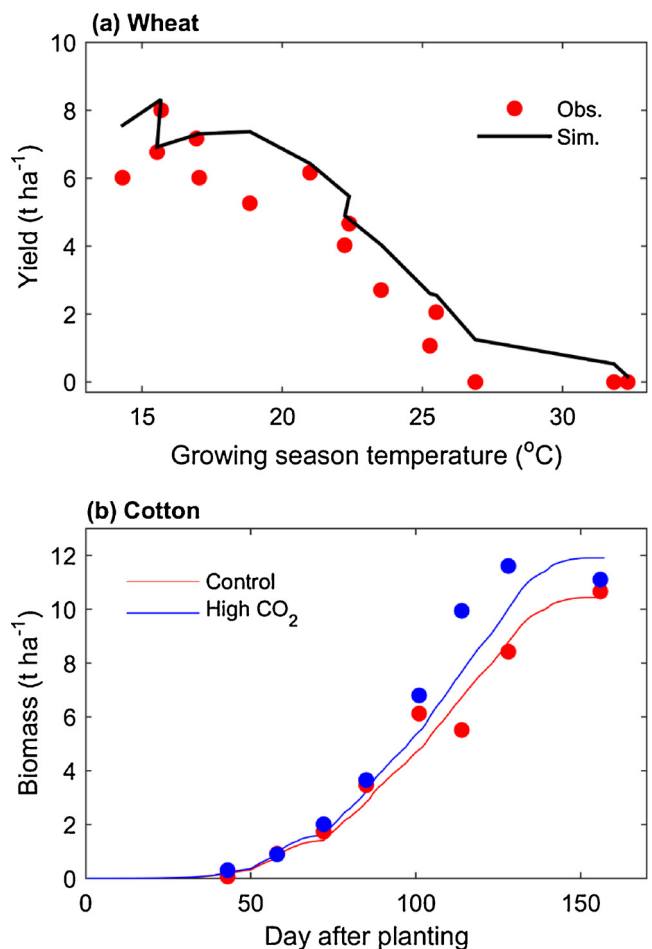 (a) Wheat
10
8
6
4
2
0
Yield (t ha⁻¹)
Obs.
Sim.
15 20 25 30
Growing season temperature (°C)
(b) Cotton
12
10
8
6
4
2
0
Biomass (t ha⁻¹)
Control
High CO₂
0 50 100 150
Day after planting